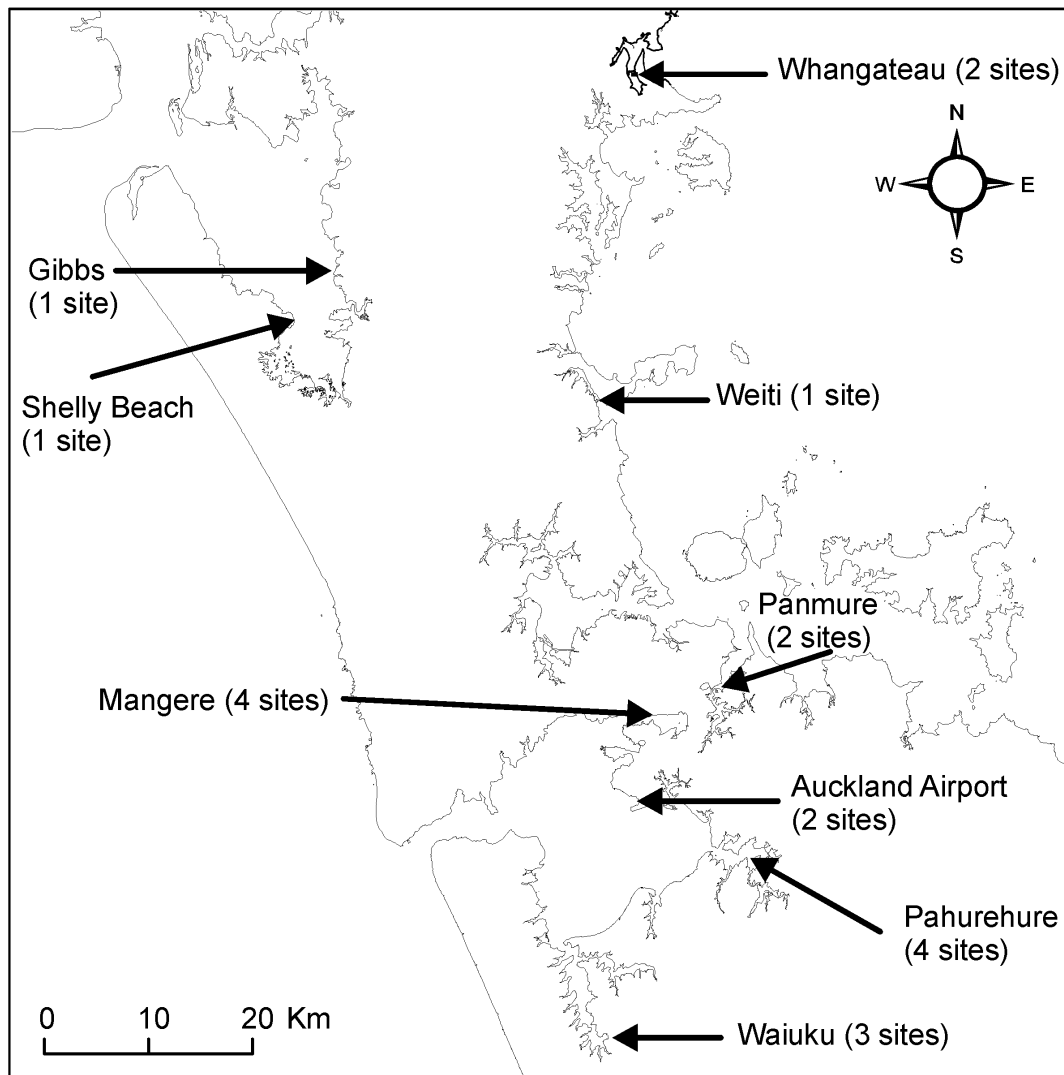 Whangateau (2 sites)
N
W
E
S
Gibbs
(1 site)
Shelly Beach
(1 site)
Weiti (1 site)
Panmure
(2 sites)
Mangere (4 sites)
Auckland Airport
(2 sites)
Pahurehure
(4 sites)
0 10 20 Km
Waiuku (3 sites)